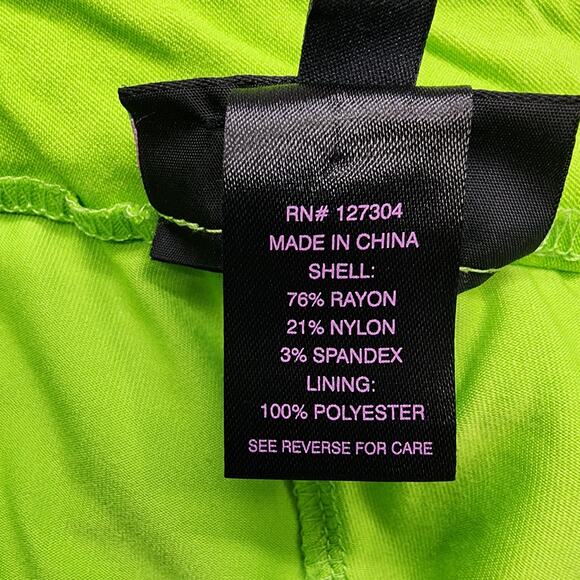 RN# 127304
MADE IN CHINA
SHELL:
76% RAYON
21% NYLON
3% SPANDEX
LINING:
100% POLYESTER
SEE REVERSE FOR CARE